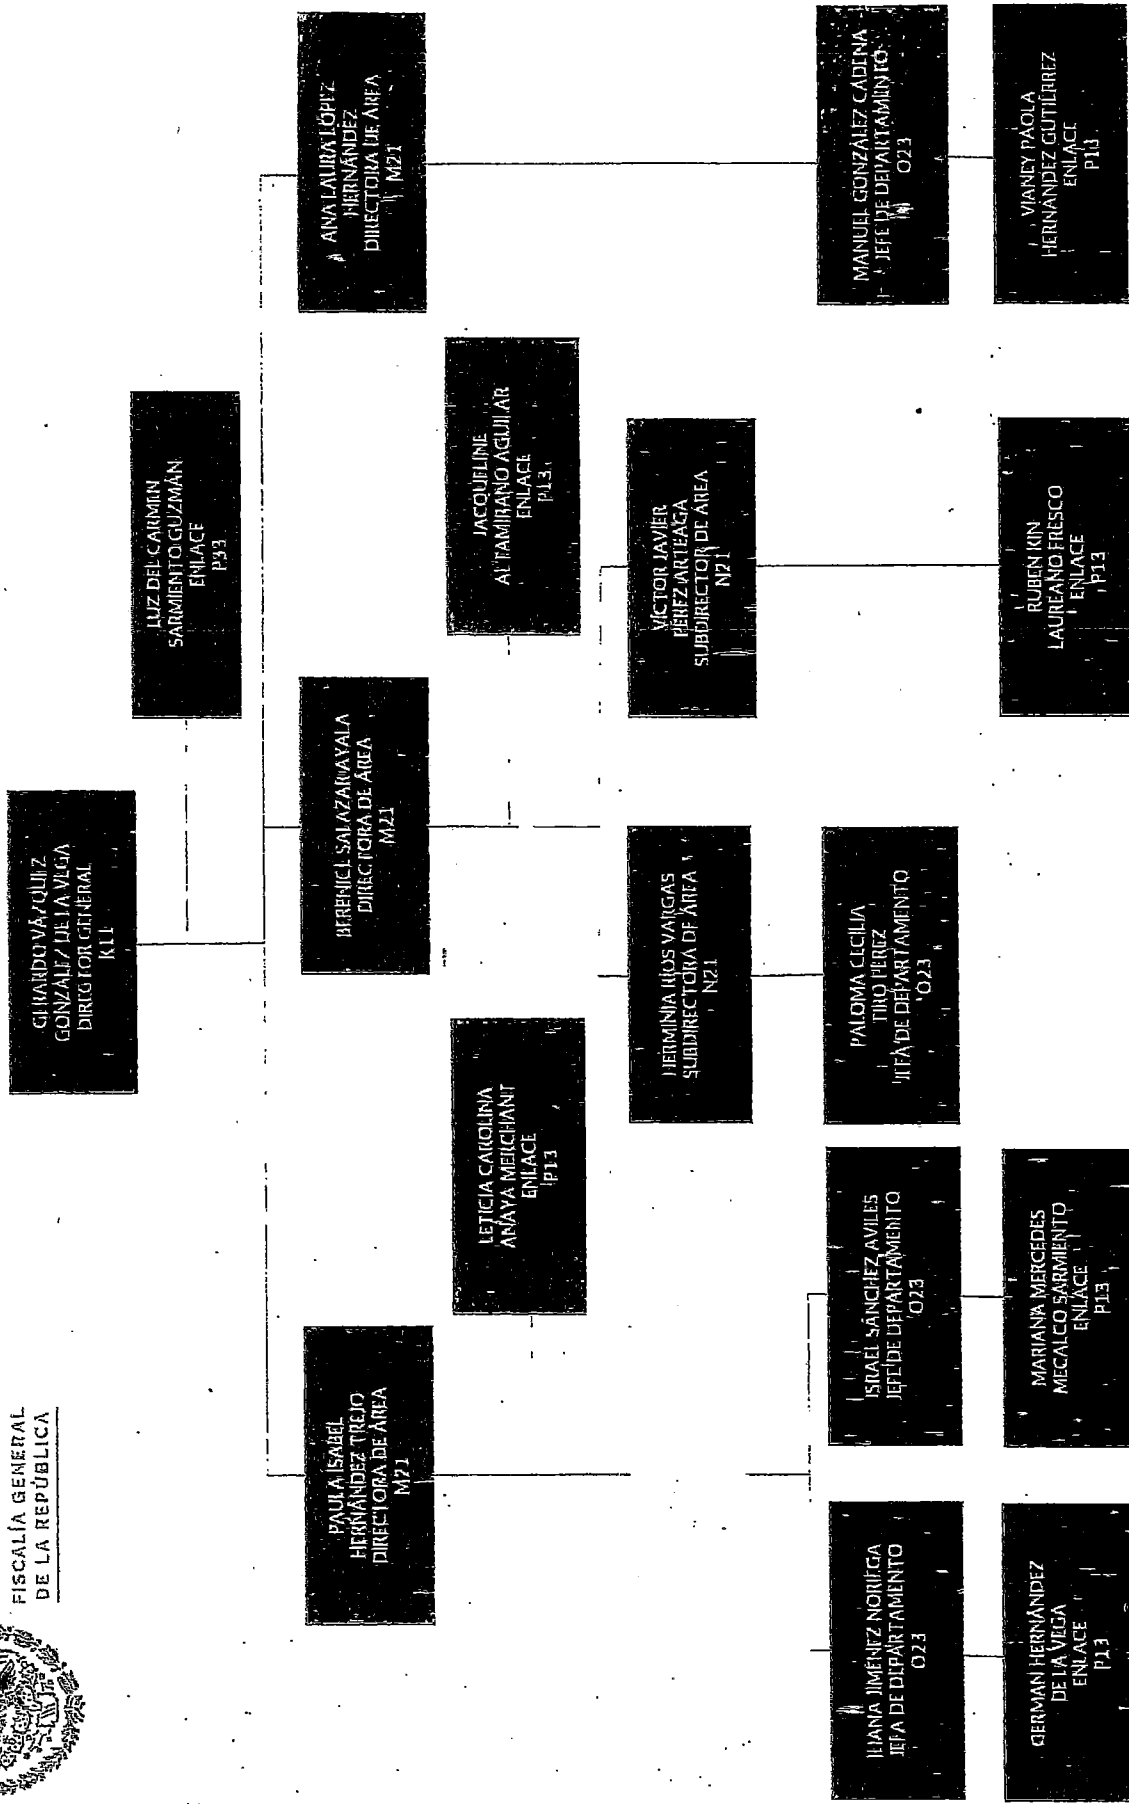 FISCALÍA GENERAL
DE LA REPÚBLICA
GERARDO VÁZQUEZ
GONZÁLEZ DE LA VEGA
DIRECTOR GENERAL
K11
LUZ DEL CARMEN
SARMIENTO GUZMÁN
ENLACE
P33
PAULA ISABEL
HERNÁNDEZ TREJO
DIRECTORA DE ÁREA
M21
BERENICE SALAZAR AYALA
DIRECTORA DE ÁREA
M21
ANA LAURA LÓPEZ
HERNÁNDEZ
DIRECTORA DE ÁREA
M21
LETICIA CAROLINA
ANAYA MERCHANT
ENLACE
P13
JACQUELINE
ALTAMIRANO AGUILAR
ENLACE
P13
HERMINIA RIOS VARGAS
SUBDIRECTORA DE ÁREA
N21
VÍCTOR JAVIER
PEREZ ARTEAGA
SUBDIRECTOR DE ÁREA
N21
ILIANA JIMÉNEZ NORIEGA
JEFA DE DEPARTAMENTO
O23
ISRAEL SÁNCHEZ AVILES
JEFE DE DEPARTAMENTO
O23
PALOMA CECILIA
TIRO PEREZ
JEFA DE DEPARTAMENTO
O23
MANUEL GONZÁLEZ CADENA
JEFE DE DEPARTAMENTO
O23
GERMAN HERNÁNDEZ
DE LA VEGA
ENLACE
P13
MARIANA MERCEDES
MECALCO SARMIENTO
ENLACE
P13
RUBEN KIN
LAUREANO FRESCO
ENLACE
P13
VIANEY PAOLA
HERNÁNDEZ GUTIÉRREZ
ENLACE
P13